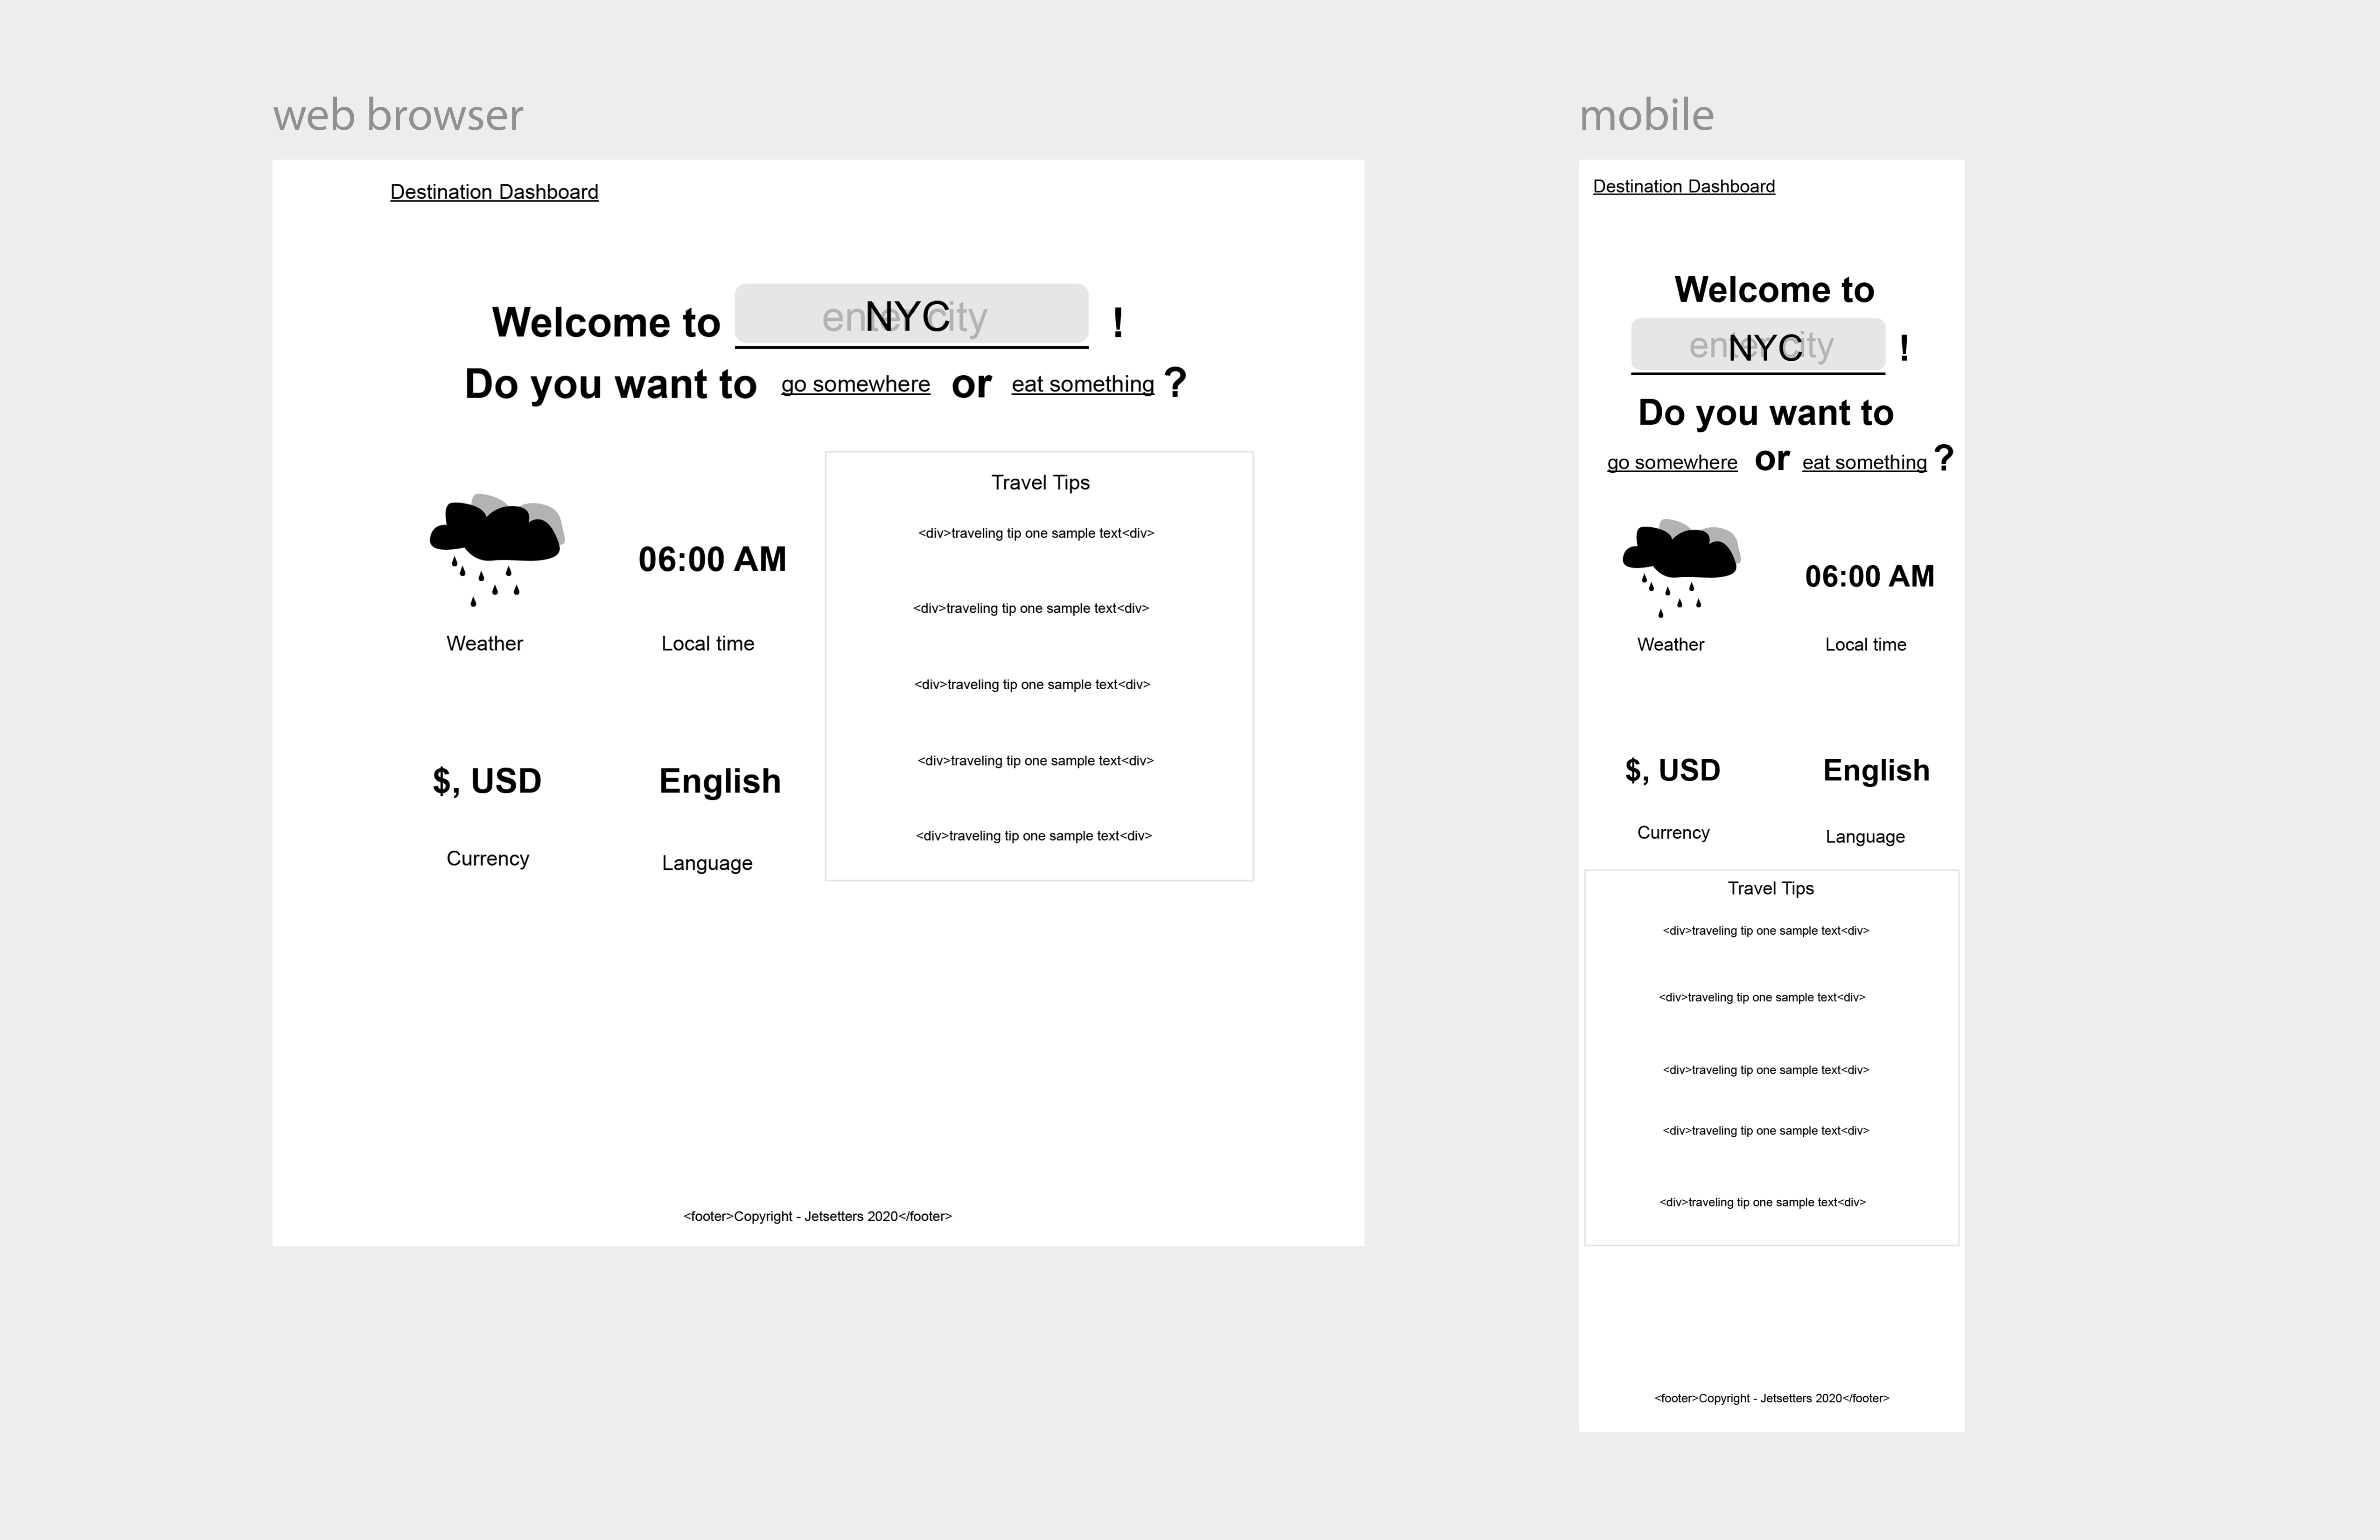 web browser
Destination Dashboard
Welcome to enter city NYC !
Do you want to go somewhere or eat something ?
06:00 AM
Weather
Local time
$, USD
English
Currency
Language
Travel Tips
<div>traveling tip one sample text<div>
<div>traveling tip one sample text<div>
<div>traveling tip one sample text<div>
<div>traveling tip one sample text<div>
<div>traveling tip one sample text<div>
<footer>Copyright - Jetsetters 2020</footer>
mobile
Destination Dashboard
Welcome to
enter city NYC !
Do you want to
go somewhere or eat something ?
06:00 AM
Weather
Local time
$, USD
English
Currency
Language
Travel Tips
<div>traveling tip one sample text<div>
<div>traveling tip one sample text<div>
<div>traveling tip one sample text<div>
<div>traveling tip one sample text<div>
<div>traveling tip one sample text<div>
<footer>Copyright - Jetsetters 2020</footer>